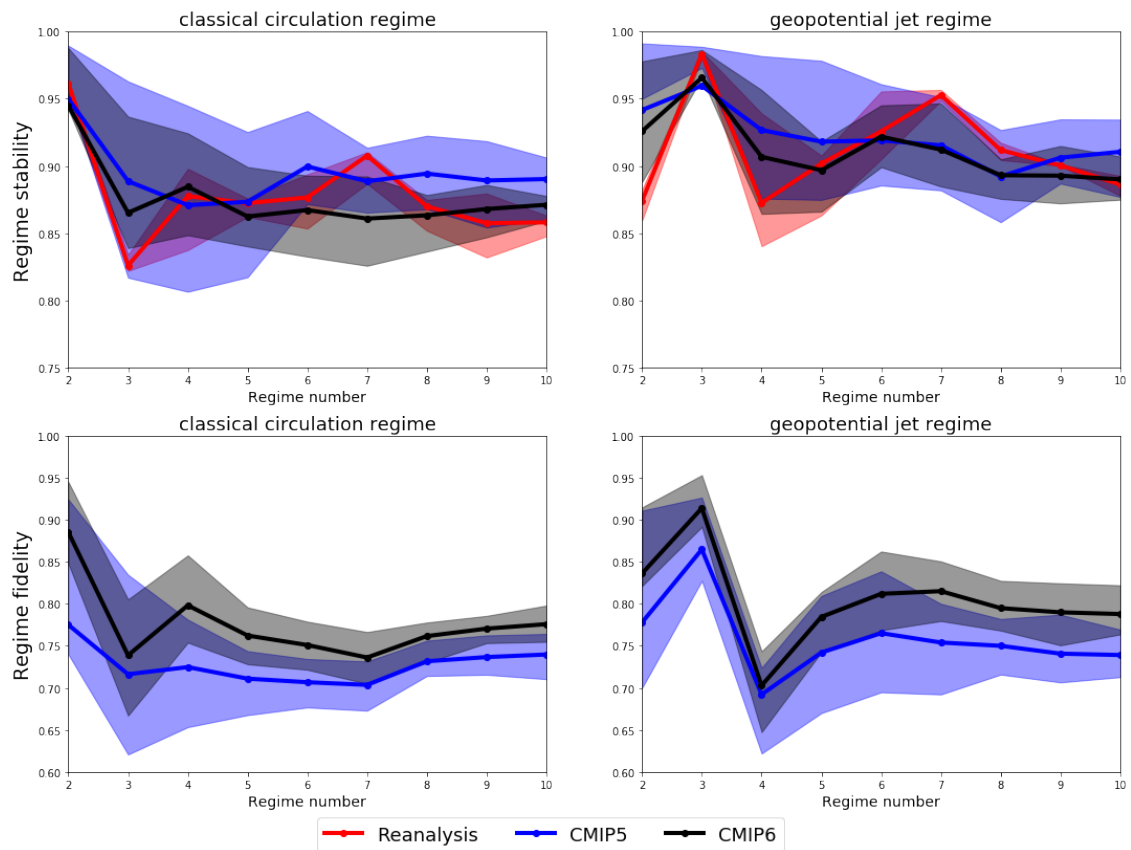 classical circulation regime
Regime stability
1.00
0.95
0.90
0.85
0.80
0.75
2 3 4 5 6 7 8 9 10
Regime number
geopotential jet regime
1.00
0.95
0.90
0.85
0.80
0.75
2 3 4 5 6 7 8 9 10
Regime number
classical circulation regime
Regime fidelity
1.00
0.95
0.90
0.85
0.80
0.75
0.70
0.65
0.60
2 3 4 5 6 7 8 9 10
Regime number
geopotential jet regime
1.00
0.95
0.90
0.85
0.80
0.75
0.70
0.65
0.60
2 3 4 5 6 7 8 9 10
Regime number
Reanalysis CMIP5 CMIP6